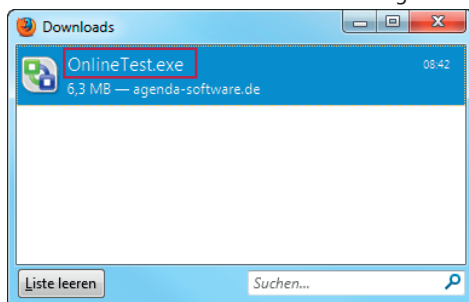 Downloads
OnlineTest.exe
08:42
6,3 MB — agenda-software.de
Liste leeren
Suchen...